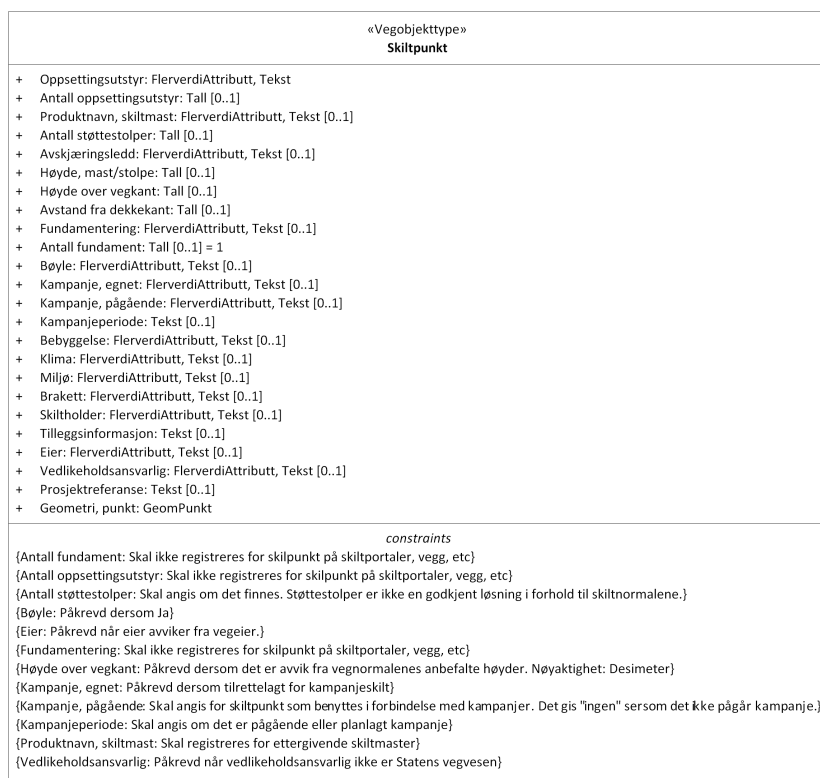 «Vegobjekttype»
Skiltpunkt
+ Oppsettingsutstyr: FlerverdiAttributt, Tekst
+ Antall oppsettingsutstyr: Tall [0..1]
+ Produktnavn, skiltmast: FlerverdiAttributt, Tekst [0..1]
+ Antall støttestolper: Tall [0..1]
+ Avskjæringsledd: FlerverdiAttributt, Tekst [0..1]
+ Høyde, mast/stolpe: Tall [0..1]
+ Høyde over vegkant: Tall [0..1]
+ Avstand fra dekkekant: Tall [0..1]
+ Fundamentering: FlerverdiAttributt, Tekst [0..1]
+ Antall fundament: Tall [0..1] = 1
+ Bøyle: FlerverdiAttributt, Tekst [0..1]
+ Kampanje, egnet: FlerverdiAttributt, Tekst [0..1]
+ Kampanje, pågående: FlerverdiAttributt, Tekst [0..1]
+ Kampanjeperiode: Tekst [0..1]
+ Bebyggelse: FlerverdiAttributt, Tekst [0..1]
+ Klima: FlerverdiAttributt, Tekst [0..1]
+ Miljø: FlerverdiAttributt, Tekst [0..1]
+ Brakett: FlerverdiAttributt, Tekst [0..1]
+ Skiltholder: FlerverdiAttributt, Tekst [0..1]
+ Tilleggsinformasjon: Tekst [0..1]
+ Eier: FlerverdiAttributt, Tekst [0..1]
+ Vedlikeholdsansvarlig: FlerverdiAttributt, Tekst [0..1]
+ Prosjektreferanse: Tekst [0..1]
+ Geometri, punkt: GeomPunkt
constraints
{Antall fundament: Skal ikke registreres for skilpunkt på skiltportaler, vegg, etc}
{Antall oppsettingsutstyr: Skal ikke registreres for skilpunkt på skiltportaler, vegg, etc}
{Antall støttestolper: Skal angis om det finnes. Støttestolper er ikke en godkjent løsning i forhold til skiltnormalene.}
{Bøyle: Påkrevd dersom Ja}
{Eier: Påkrevd når eier avviker fra vegeier.}
{Fundamentering: Skal ikke registreres for skilpunkt på skiltportaler, vegg, etc}
{Høyde over vegkant: Påkrevd dersom det er avvik fra vegnormalenes anbefalte høyder. Nøyaktighet: Desimeter}
{Kampanje, egnet: Påkrevd dersom tilrettelagt for kampanjeskilt}
{Kampanje, pågående: Skal angis for skiltpunkt som benyttes i forbindelse med kampanjer. Det gis "ingen" sersom det ikke pågår kampanje.}
{Kampanjeperiode: Skal angis om det er pågående eller planlagt kampanje}
{Produktnavn, skiltmast: Skal registreres for ettergivende skiltmaster}
{Vedlikeholdsansvarlig: Påkrevd når vedlikeholdsansvarlig ikke er Statens vegvesen}